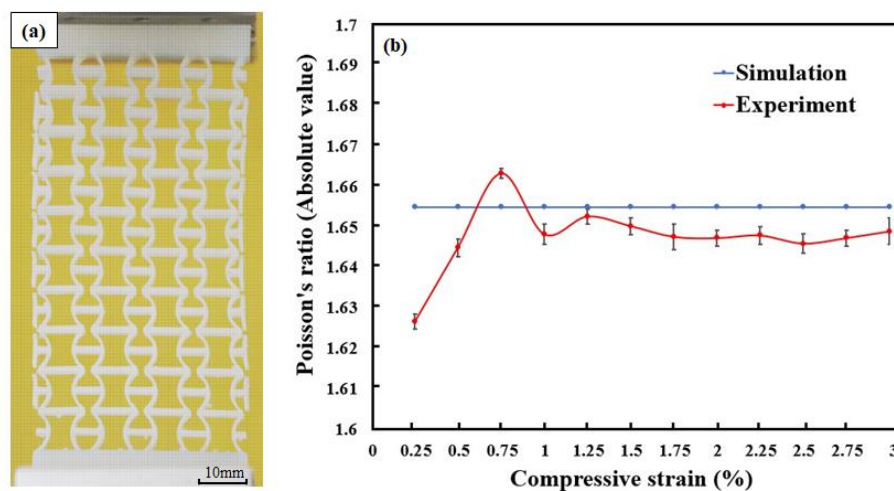 (a)
10mm
(b)
Simulation
Experiment
Poisson's ratio (Absolute value)
1.7
1.69
1.68
1.67
1.66
1.65
1.64
1.63
1.62
1.61
1.6
0 0.25 0.5 0.75 1 1.25 1.5 1.75 2 2.25 2.5 2.75 3
Compressive strain (%)